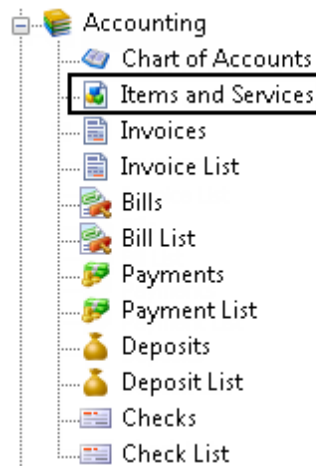 Accounting
Chart of Accounts
Items and Services
Invoices
Invoice List
Bills
Bill List
Payments
Payment List
Deposits
Deposit List
Checks
Check List